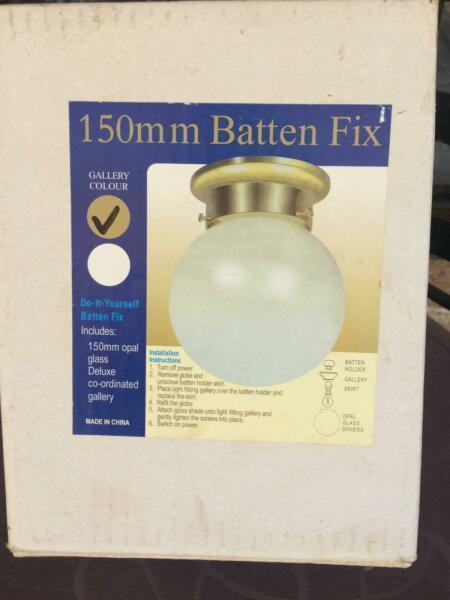 150mm Batten Fix
GALLERY
COLOUR
Do-It-Yourself
Batten Fix
Includes:
150mm opal
glass
Deluxe
co-ordinated
gallery
MADE IN CHINA
Installation
Instructions
1. Turn off power
2. Remove globe and
unscrew batten holder skirt.
3. Place light fitting gallery over the batten holder and
replace the skirt.
4. Refit the globe
5. Attach glass shade onto light fitting gallery and
gently tighten the screws into place.
6. Switch on power.
BATTEN
HOLDER
GALLERY
SKIRT
OPAL
GLASS
SPHERE